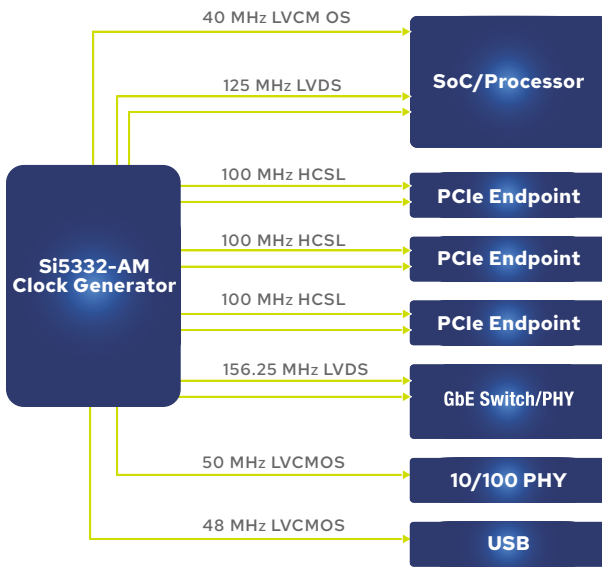 40 MHz LVCM OS
SoC/Processor
125 MHz LVDS
100 MHz HCSL
PCIe Endpoint
100 MHz HCSL
PCIe Endpoint
Si5332-AM
Clock Generator
100 MHz HCSL
PCIe Endpoint
156.25 MHz LVDS
GbE Switch/PHY
50 MHz LVCMOS
10/100 PHY
48 MHz LVCMOS
USB